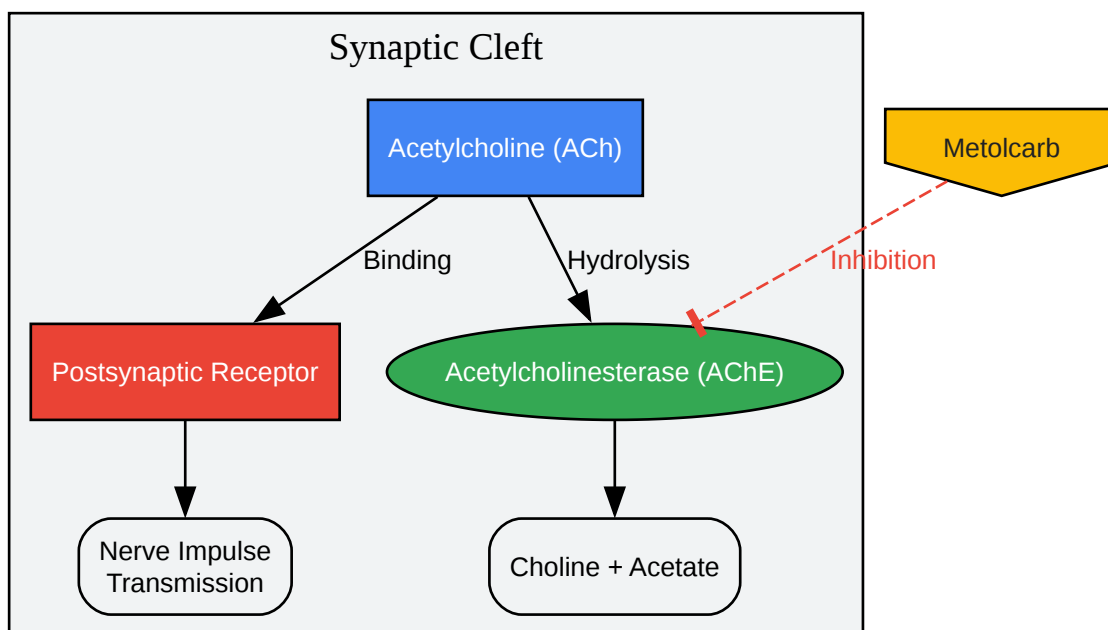 Synaptic Cleft
Acetylcholine (ACh)
Metolcarb
Binding
Hydrolysis
Inhibition
Postsynaptic Receptor
Acetylcholinesterase (AChE)
Nerve Impulse
Transmission
Choline + Acetate